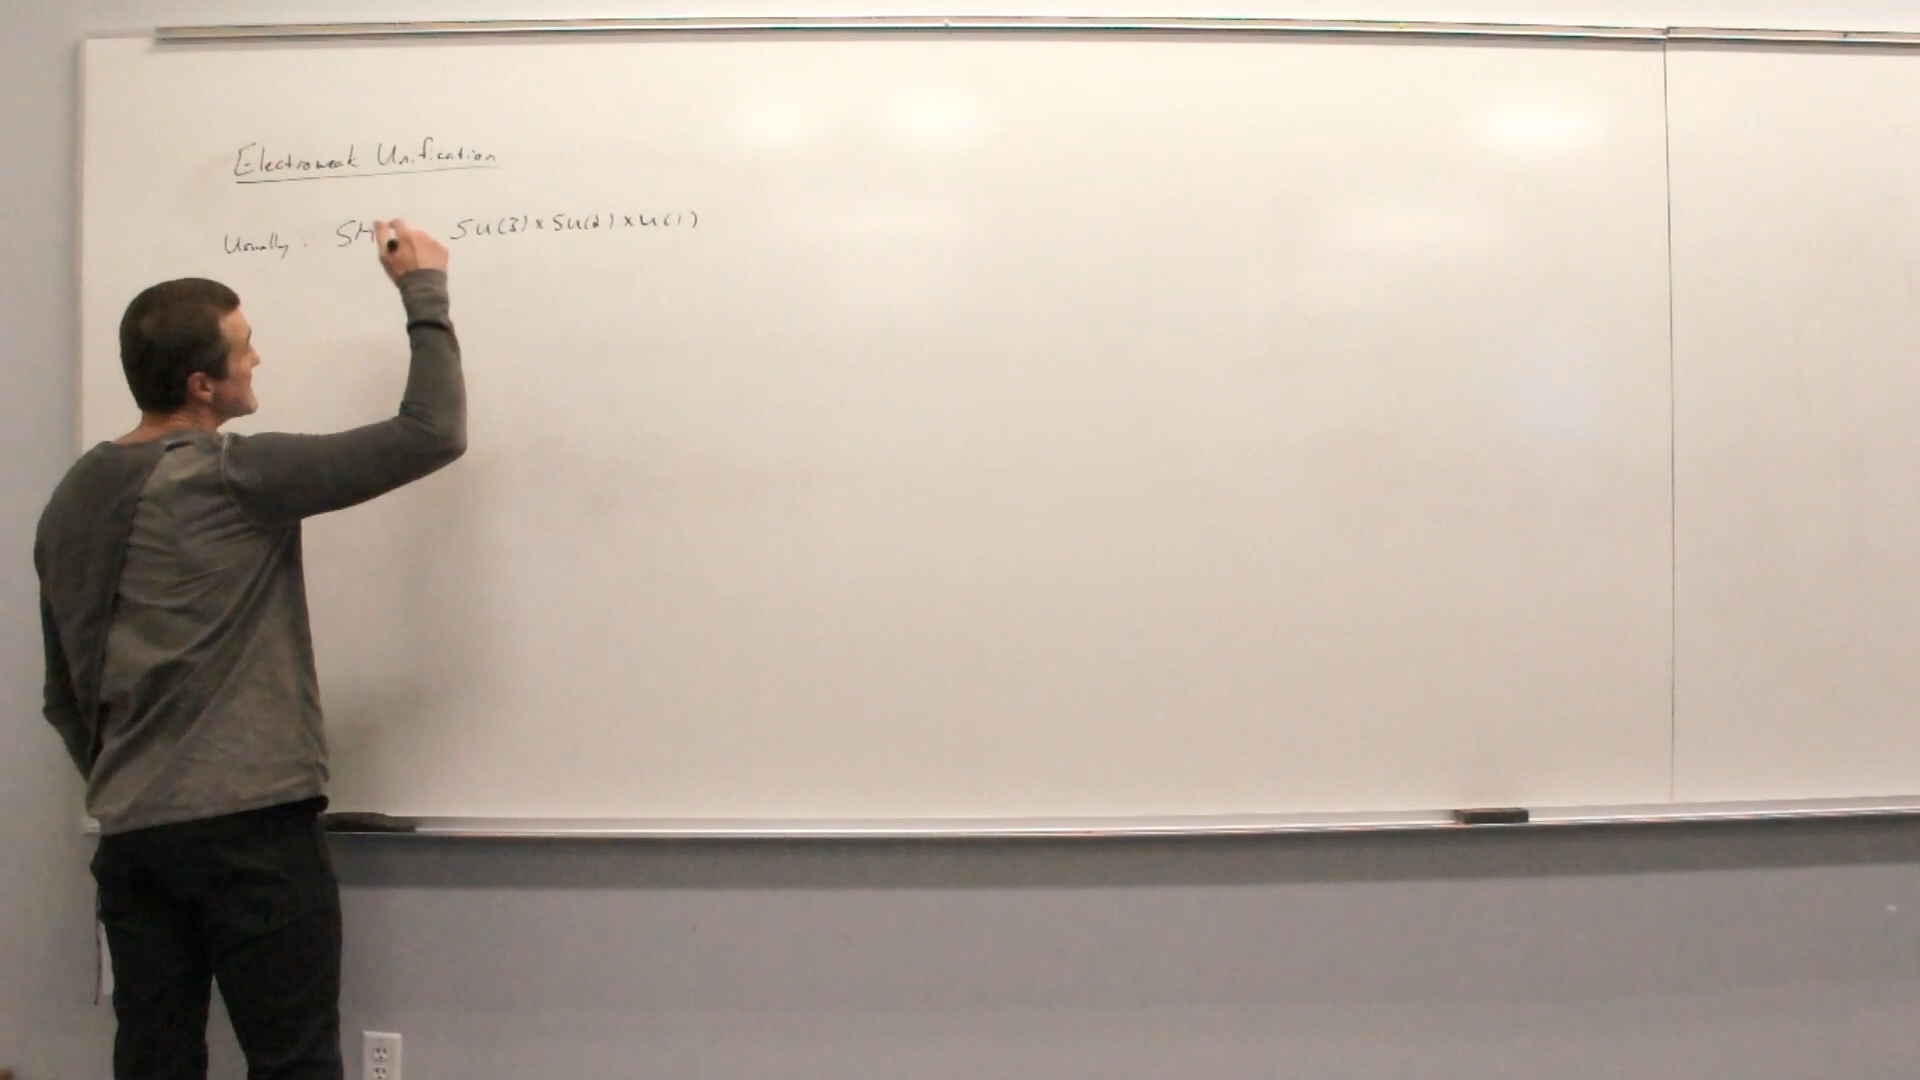 Electroweak Unification
Usually: SM SU(3) × SU(2) × U(1)